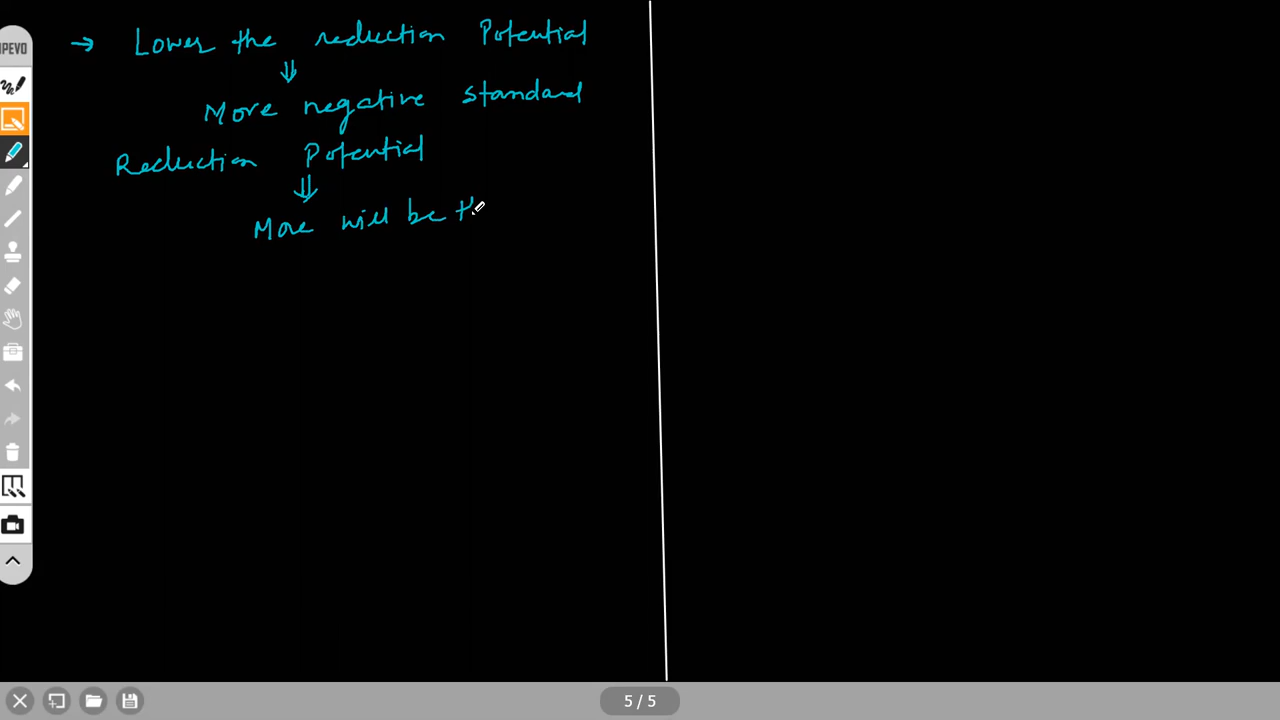 → Lower the reduction Potential
⇓
More negative standard
Reduction Potential
⇓
More will be
IPEVO
5 / 5